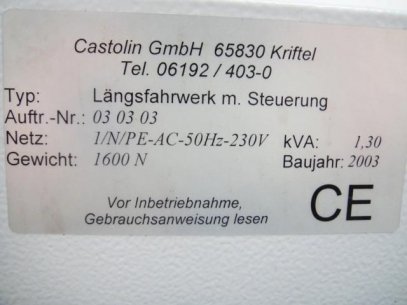 Castolin GmbH 65830 Kriftel
Tel. 06192 / 403-0
Typ: Längsfahrwerk m. Steuerung
Auftr.-Nr.: 03 03 03
Netz: 1/N/PE-AC-50Hz-230V kVA: 1,30
Gewicht: 1600 N Baujahr: 2003
Vor Inbetriebnahme,
Gebrauchsanweisung lesen
CE